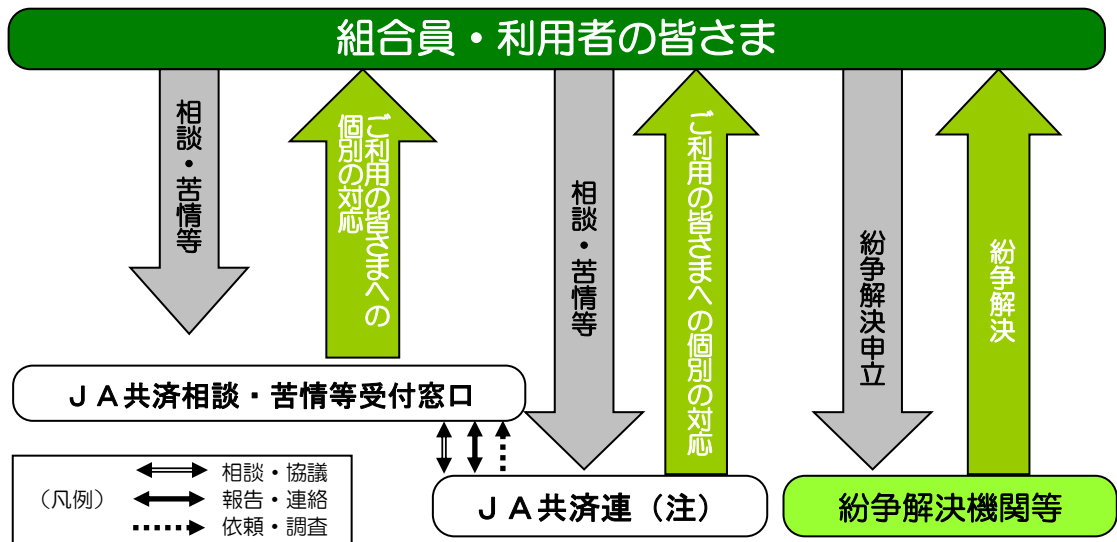 組合員・利用者の皆さま
相談・苦情等
ご利用の皆さまへの
個別の対応
相談・苦情等
ご利用の皆さまへの個別の対応
紛争解決申立
紛争解決
ＪＡ共済相談・苦情等受付窓口
（凡例）
相談・協議
報告・連絡
依頼・調査
ＪＡ共済連（注）
紛争解決機関等